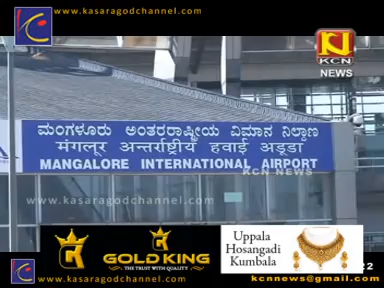 www.kasaragodchannel.com
KCN
NEWS
ಮಂಗಳೂರು ಅಂತರರಾಷ್ಟ್ರೀಯ ವಿಮಾನ ನಿಲ್ದಾಣ
मंगलूर अन्तर्राष्ट्रीय हवाई अड्डा
MANGALORE INTERNATIONAL AIRPORT
KCN NEWS
www.kasaragodchannel.com
GOLD KING
THE TRUST WITH QUALITY
Uppala
Hosangadi
Kumbala
www.kasaragodchannel.com
kcnnews@gmail.com